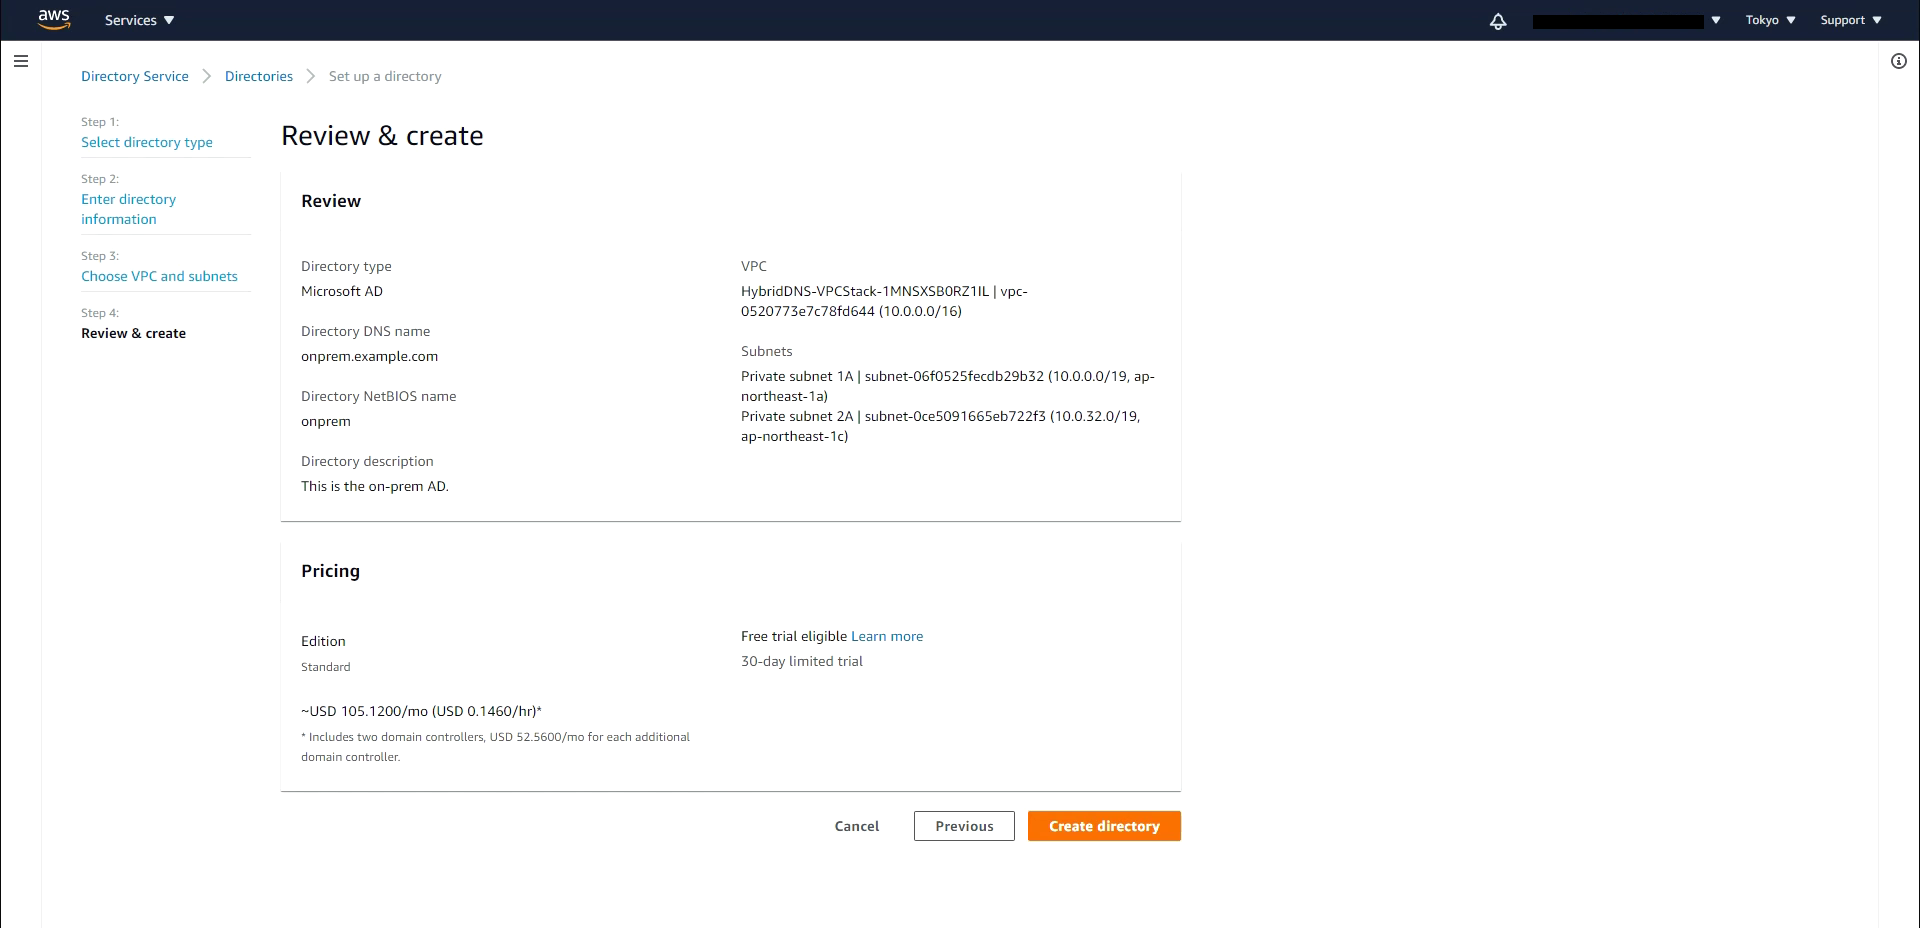 aws
Services
Tokyo
Support
Directory Service
Directories
Set up a directory
Step 1:
Select directory type
Step 2:
Enter directory
information
Step 3:
Choose VPC and subnets
Step 4:
Review & create
Review & create
Review
Directory type
Microsoft AD
Directory DNS name
onprem.example.com
Directory NetBIOS name
onprem
Directory description
This is the on-prem AD.
VPC
HybridDNS-VPCStack-1MNSXSB0RZ1IL | vpc-
0520773e7c78fd644 (10.0.0.0/16)
Subnets
Private subnet 1A | subnet-06f0525fecdb29b32 (10.0.0.0/19, ap-
northeast-1a)
Private subnet 2A | subnet-0ce5091665eb722f3 (10.0.32.0/19,
ap-northeast-1c)
Pricing
Edition
Standard
~USD 105.1200/mo (USD 0.1460/hr)*
* Includes two domain controllers, USD 52.5600/mo for each additional
domain controller.
Free trial eligible Learn more
30-day limited trial
Cancel
Previous
Create directory